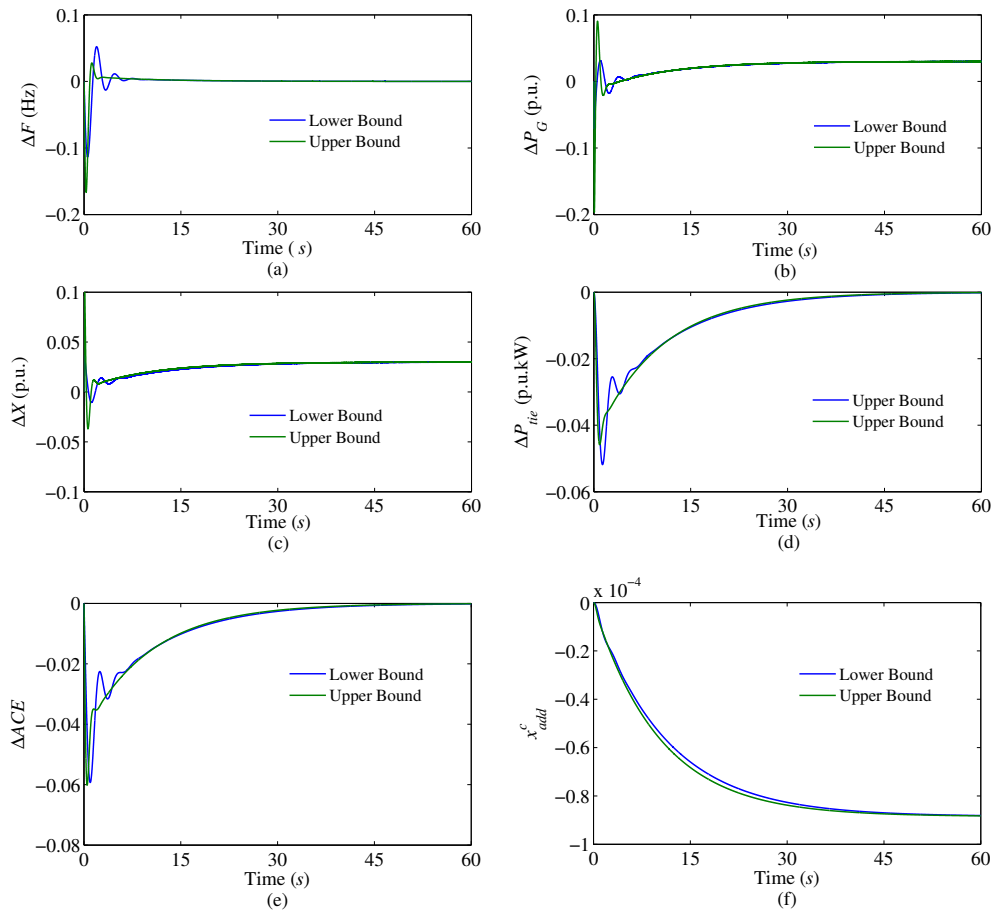 0.1
0
−0.1
−0.2
ΔF (Hz)
Lower Bound
Upper Bound
0 15 30 45 60
Time ( s)
(a)
0.1
0
−0.1
−0.2
ΔP_G (p.u.)
Lower Bound
Upper Bound
0 15 30 45 60
Time (s)
(b)
0.1
0.05
0
−0.05
−0.1
ΔX (p.u.)
Lower Bound
Upper Bound
0 15 30 45 60
Time (s)
(c)
0
−0.02
−0.04
−0.06
ΔP_tie (p.u.kW)
Upper Bound
Upper Bound
0 15 30 45 60
Time (s)
(d)
0
−0.02
−0.04
−0.06
−0.08
ΔACE
Lower Bound
Upper Bound
0 15 30 45 60
Time (s)
(e)
x 10^−4
0
−0.2
−0.4
−0.6
−0.8
−1
x^c_add
Lower Bound
Upper Bound
0 15 30 45 60
Time (s)
(f)